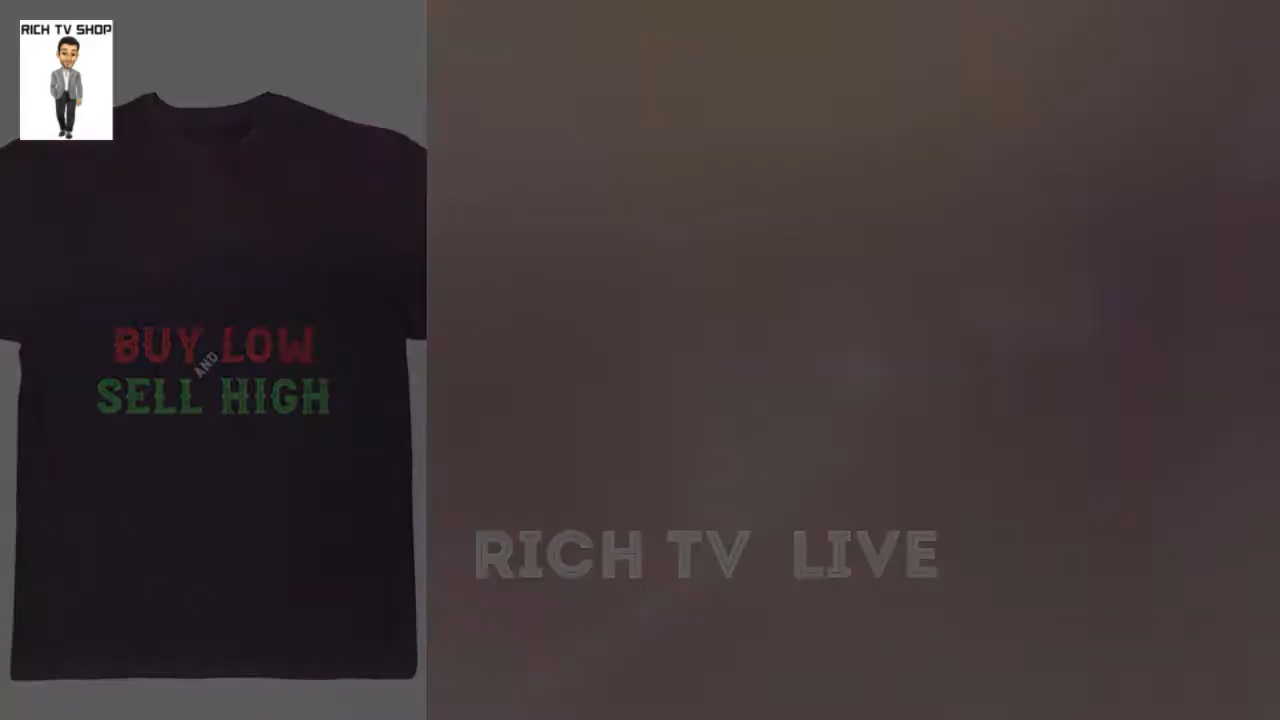 RICH TV SHOP
BUY LOW
AND
SELL HIGH
RICH TV LIVE